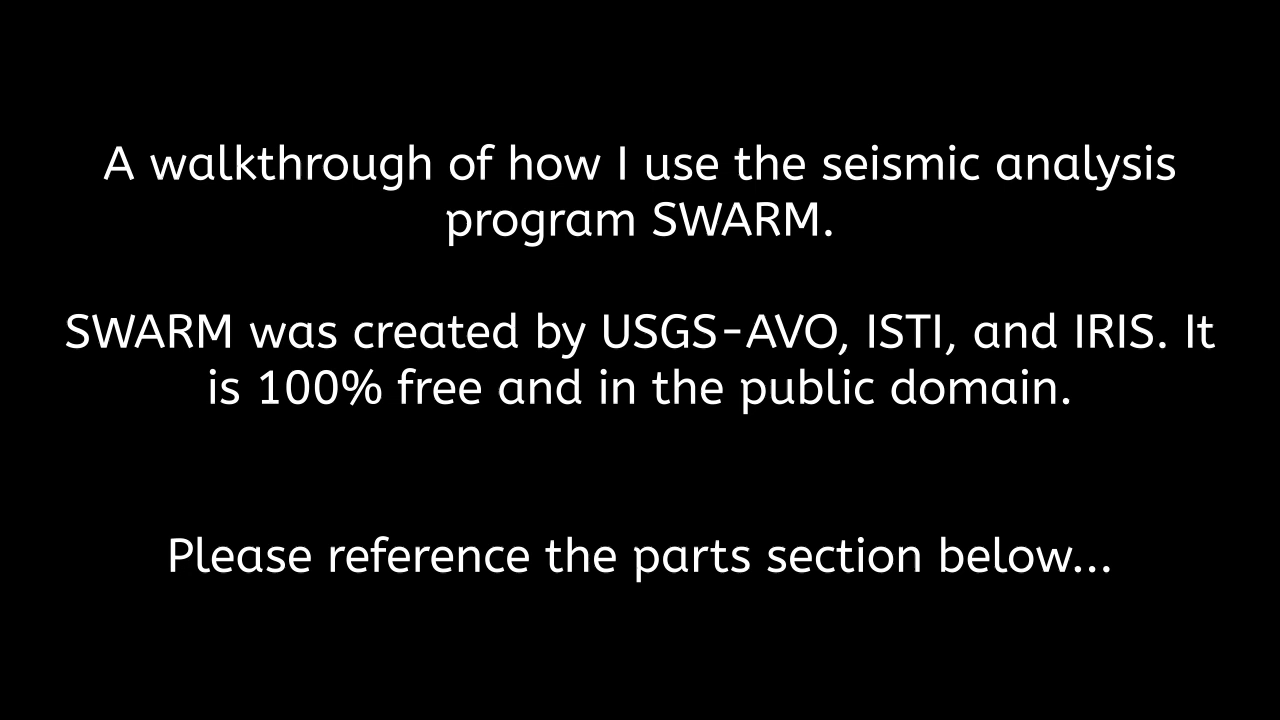 A walkthrough of how I use the seismic analysis
program SWARM.
SWARM was created by USGS-AVO, ISTI, and IRIS. It
is 100% free and in the public domain.
Please reference the parts section below...